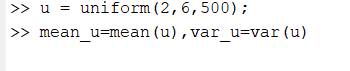 >> u = uniform(2,6,500);
>> mean_u=mean(u),var_u=var(u)